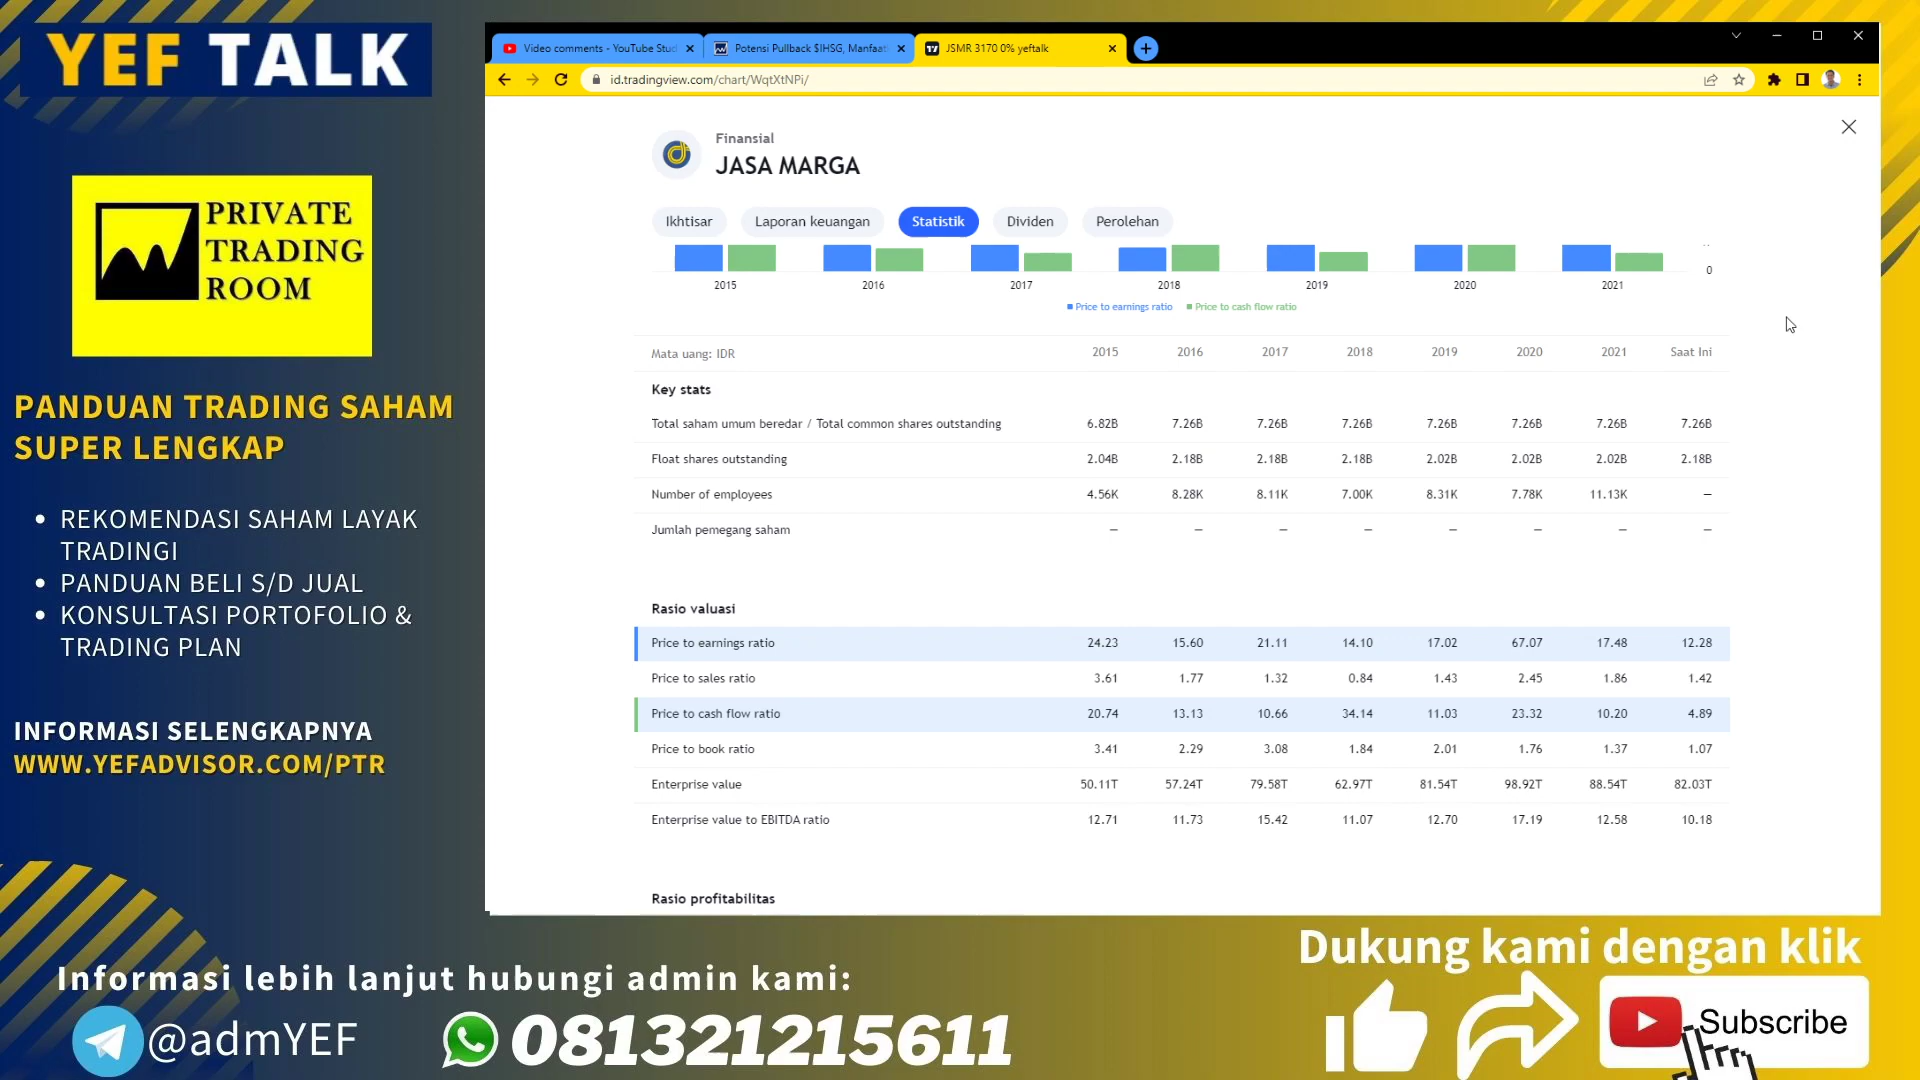 YEF TALK
PRIVATE
TRADING
ROOM
PANDUAN TRADING SAHAM
SUPER LENGKAP
• REKOMENDASI SAHAM LAYAK
TRADINGI
• PANDUAN BELI S/D JUAL
• KONSULTASI PORTOFOLIO &
TRADING PLAN
INFORMASI SELENGKAPNYA
WWW.YEFADVISOR.COM/PTR
Video comments - YouTube Stud
Potensi Pullback $IHSG, Manfaat
JSMR 3170 0% yeftalk
id.tradingview.com/chart/WqtXtNPi/
Finansial
JASA MARGA
Ikhtisar Laporan keuangan Statistik Dividen Perolehan
0
2015 2016 2017 2018 2019 2020 2021
Price to earnings ratio Price to cash flow ratio
Mata uang: IDR 2015 2016 2017 2018 2019 2020 2021 Saat Ini
Key stats
Total saham umum beredar / Total common shares outstanding 6.82B 7.26B 7.26B 7.26B 7.26B 7.26B 7.26B 7.26B
Float shares outstanding 2.04B 2.18B 2.18B 2.18B 2.02B 2.02B 2.02B 2.18B
Number of employees 4.56K 8.28K 8.11K 7.00K 8.31K 7.78K 11.13K —
Jumlah pemegang saham — — — — — — — —
Rasio valuasi
Price to earnings ratio 24.23 15.60 21.11 14.10 17.02 67.07 17.48 12.28
Price to sales ratio 3.61 1.77 1.32 0.84 1.43 2.45 1.86 1.42
Price to cash flow ratio 20.74 13.13 10.66 34.14 11.03 23.32 10.20 4.89
Price to book ratio 3.41 2.29 3.08 1.84 2.01 1.76 1.37 1.07
Enterprise value 50.11T 57.24T 79.58T 62.97T 81.54T 98.92T 88.54T 82.03T
Enterprise value to EBITDA ratio 12.71 11.73 15.42 11.07 12.70 17.19 12.58 10.18
Rasio profitabilitas
Informasi lebih lanjut hubungi admin kami:
@admYEF
081321215611
Dukung kami dengan klik
Subscribe